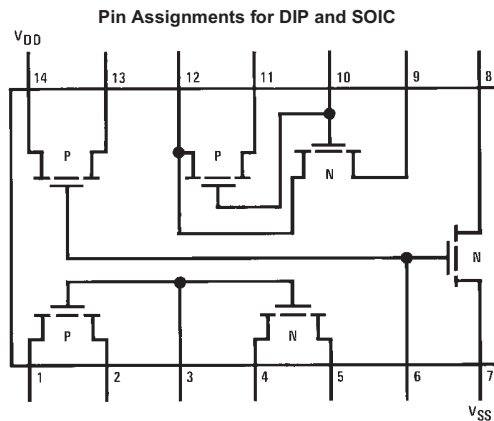 Pin Assignments for DIP and SOIC
VDD
14 13 12 11 10 9 8
P P N
N
P N
1 2 3 4 5 6 7
VSS